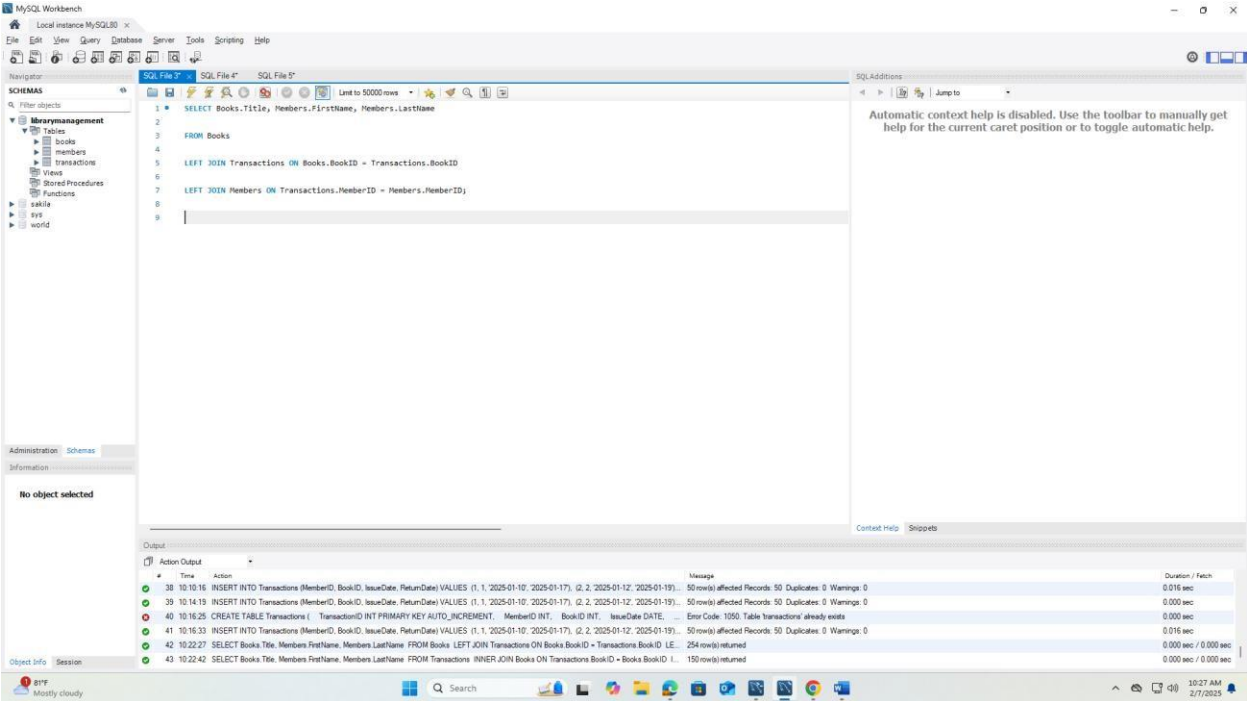 MySQL Workbench
Local instance MySQL80
File Edit View Query Database Server Tools Scripting Help
Navigator
SCHEMAS
Filter objects
librarymanagement
Tables
books
members
transactions
Views
Stored Procedures
Functions
sakila
sys
world
Administration Schemas
Information
No object selected
Object Info Session
SQL File 3* SQL File 4* SQL File 5*
Limit to 50000 rows
1 SELECT Books.Title, Members.FirstName, Members.LastName
2
3 FROM Books
4
5 LEFT JOIN Transactions ON Books.BookID = Transactions.BookID
6
7 LEFT JOIN Members ON Transactions.MemberID = Members.MemberID;
8
9
SQLAdditions
Jump to
Automatic context help is disabled. Use the toolbar to manually get
help for the current caret position or to toggle automatic help.
Context Help Snippets
Output
Action Output
# Time Action Message Duration / Fetch
38 10:10:16 INSERT INTO Transactions (MemberID, BookID, IssueDate, ReturnDate) VALUES (1, 1, '2025-01-10', '2025-01-17'), (2, 2, '2025-01-12', '2025-01-19')... 50 row(s) affected Records: 50 Duplicates: 0 Warnings: 0 0.016 sec
39 10:14:19 INSERT INTO Transactions (MemberID, BookID, IssueDate, ReturnDate) VALUES (1, 1, '2025-01-10', '2025-01-17'), (2, 2, '2025-01-12', '2025-01-19')... 50 row(s) affected Records: 50 Duplicates: 0 Warnings: 0 0.000 sec
40 10:16:25 CREATE TABLE Transactions ( TransactionID INT PRIMARY KEY AUTO_INCREMENT, MemberID INT, BookID INT, IssueDate DATE, ... Error Code: 1050. Table 'transactions' already exists 0.000 sec
41 10:16:33 INSERT INTO Transactions (MemberID, BookID, IssueDate, ReturnDate) VALUES (1, 1, '2025-01-10', '2025-01-17'), (2, 2, '2025-01-12', '2025-01-19')... 50 row(s) affected Records: 50 Duplicates: 0 Warnings: 0 0.016 sec
42 10:22:27 SELECT Books.Title, Members.FirstName, Members.LastName FROM Books LEFT JOIN Transactions ON Books.BookID = Transactions.BookID LE... 254 row(s) returned 0.000 sec / 0.000 sec
43 10:22:42 SELECT Books.Title, Members.FirstName, Members.LastName FROM Transactions INNER JOIN Books ON Transactions.BookID = Books.BookID I... 150 row(s) returned 0.000 sec / 0.000 sec
1
81°F
Mostly cloudy
Search
10:27 AM
2/7/2025